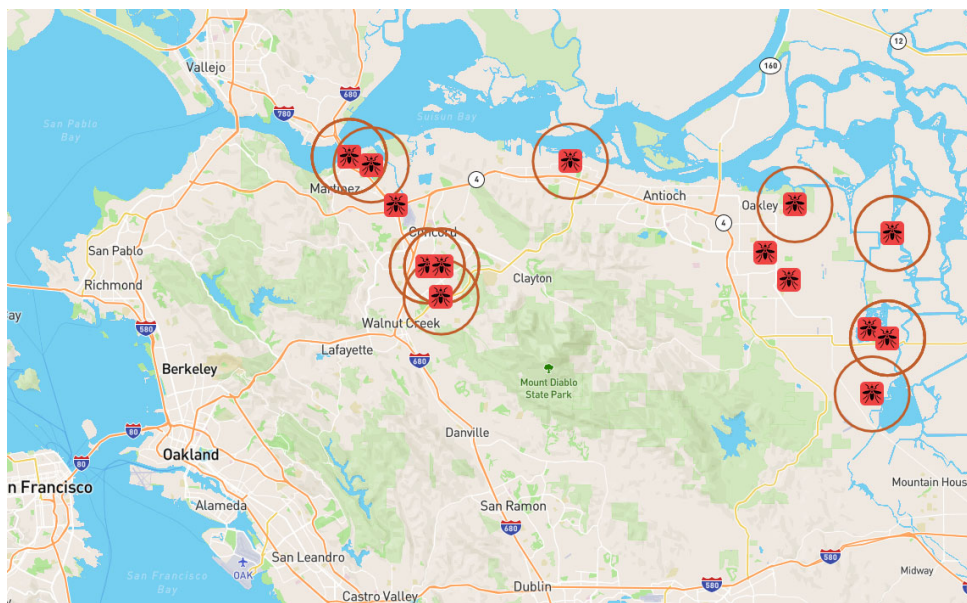 Vallejo
12
160
680
780
San Pablo
Bay
Suisun Bay
4
Martinez
Antioch
Oakley
4
Concord
San Pablo
Richmond
Clayton
ay
580
Walnut Creek
Lafayette
680
Berkeley
Mount Diablo
State Park
80
Danville
Oakland
80
n Francisco
Mountain Hous
San Ramon
Alameda
680
San Leandro
580
OAK
Midway
San Francisco
Bay
Dublin
580
Castro Valley